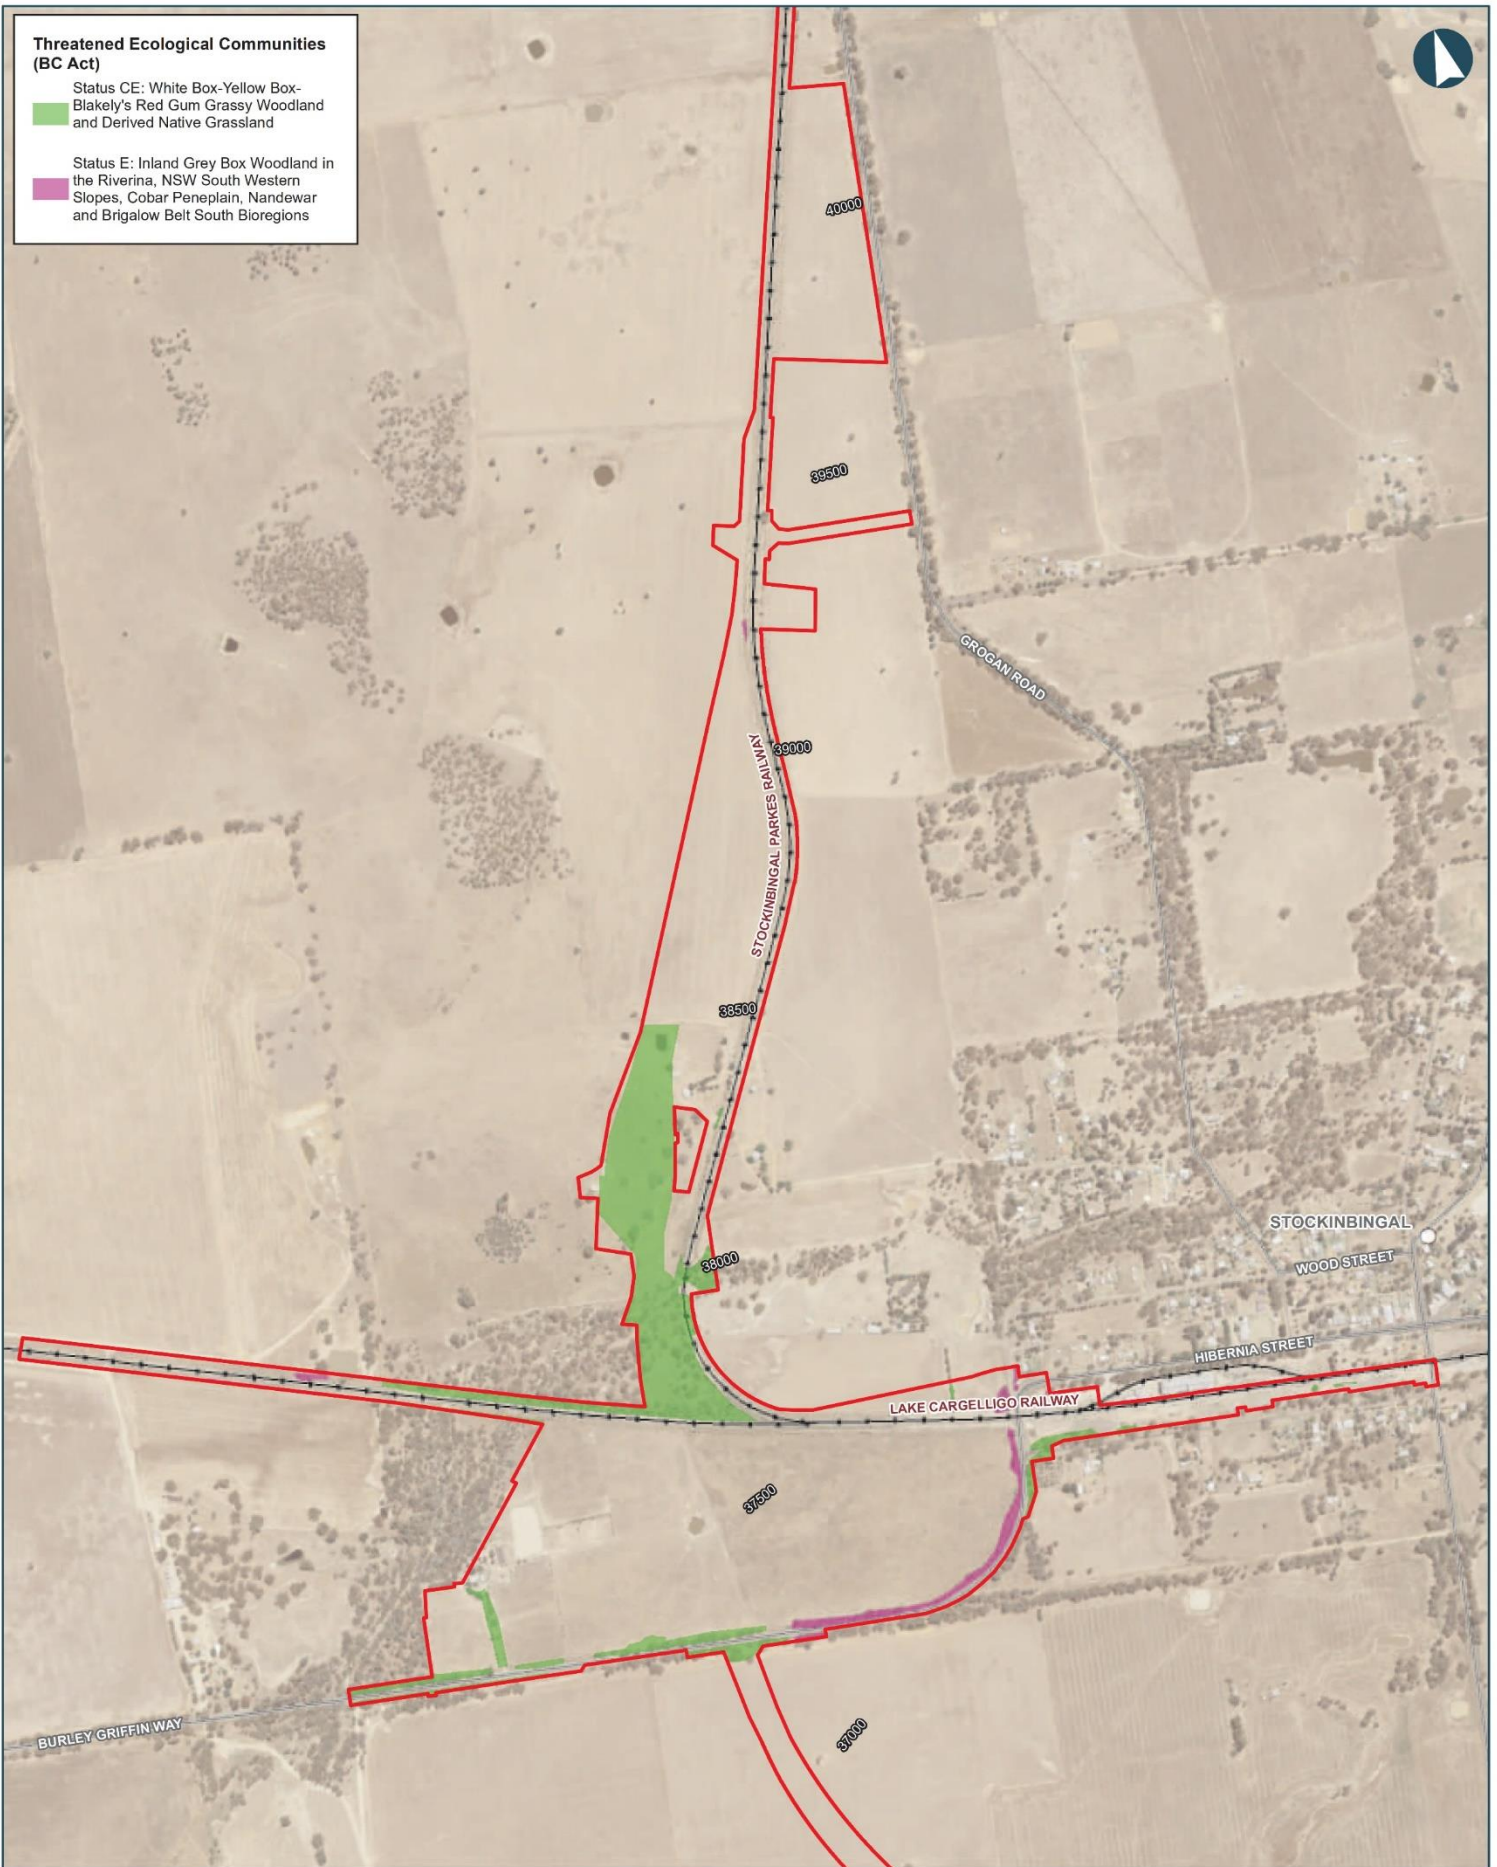 Threatened Ecological Communities
(BC Act)
Status CE: White Box-Yellow Box-
Blakely's Red Gum Grassy Woodland
and Derived Native Grassland
Status E: Inland Grey Box Woodland in
the Riverina, NSW South Western
Slopes, Cobar Peneplain, Nandewar
and Brigalow Belt South Bioregions
40000
39500
GROGAN ROAD
39000
STOCKINBINGAL PARKES RAILWAY
38500
STOCKINBINGAL
38000
WOOD STREET
HIBERNIA STREET
LAKE CARGELLIGO RAILWAY
37500
BURLEY GRIFFIN WAY
37000